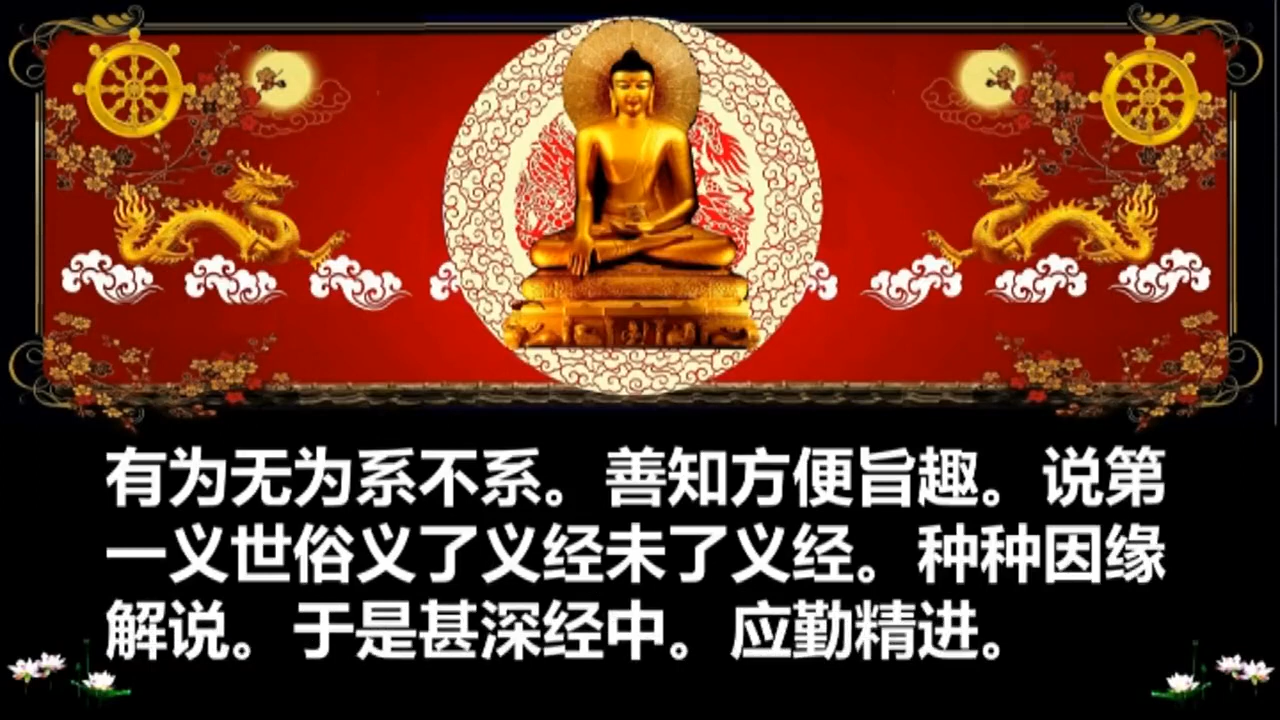 有为无为系不系。善知方便旨趣。说第
一义世俗义了义经未了义经。种种因缘
解说。于是甚深经中。应勤精进。